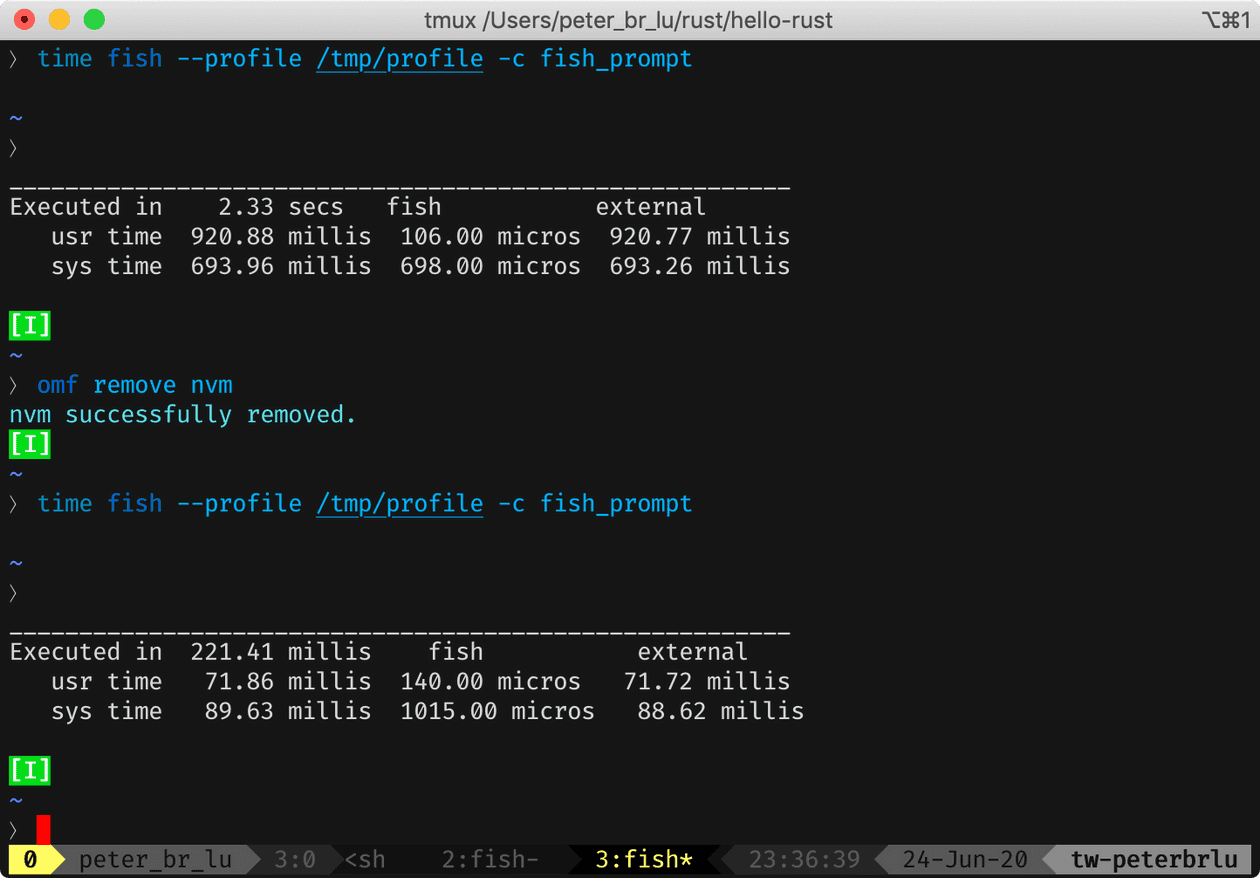 tmux /Users/peter_br_lu/rust/hello-rust ⌥⌘1
〉 time fish --profile /tmp/profile -c fish_prompt
~
〉
________________________________________________________
Executed in    2.33 secs   fish           external
   usr time  920.88 millis  106.00 micros  920.77 millis
   sys time  693.96 millis  698.00 micros  693.26 millis
[I]
~
〉 omf remove nvm
nvm successfully removed.
[I]
~
〉 time fish --profile /tmp/profile -c fish_prompt
~
〉
________________________________________________________
Executed in  221.41 millis    fish           external
   usr time   71.86 millis  140.00 micros   71.72 millis
   sys time   89.63 millis  1015.00 micros   88.62 millis
[I]
~
〉
0 peter_br_lu 3:0 <sh 2:fish- 3:fish* 23:36:39 24-Jun-20 tw-peterbrlu